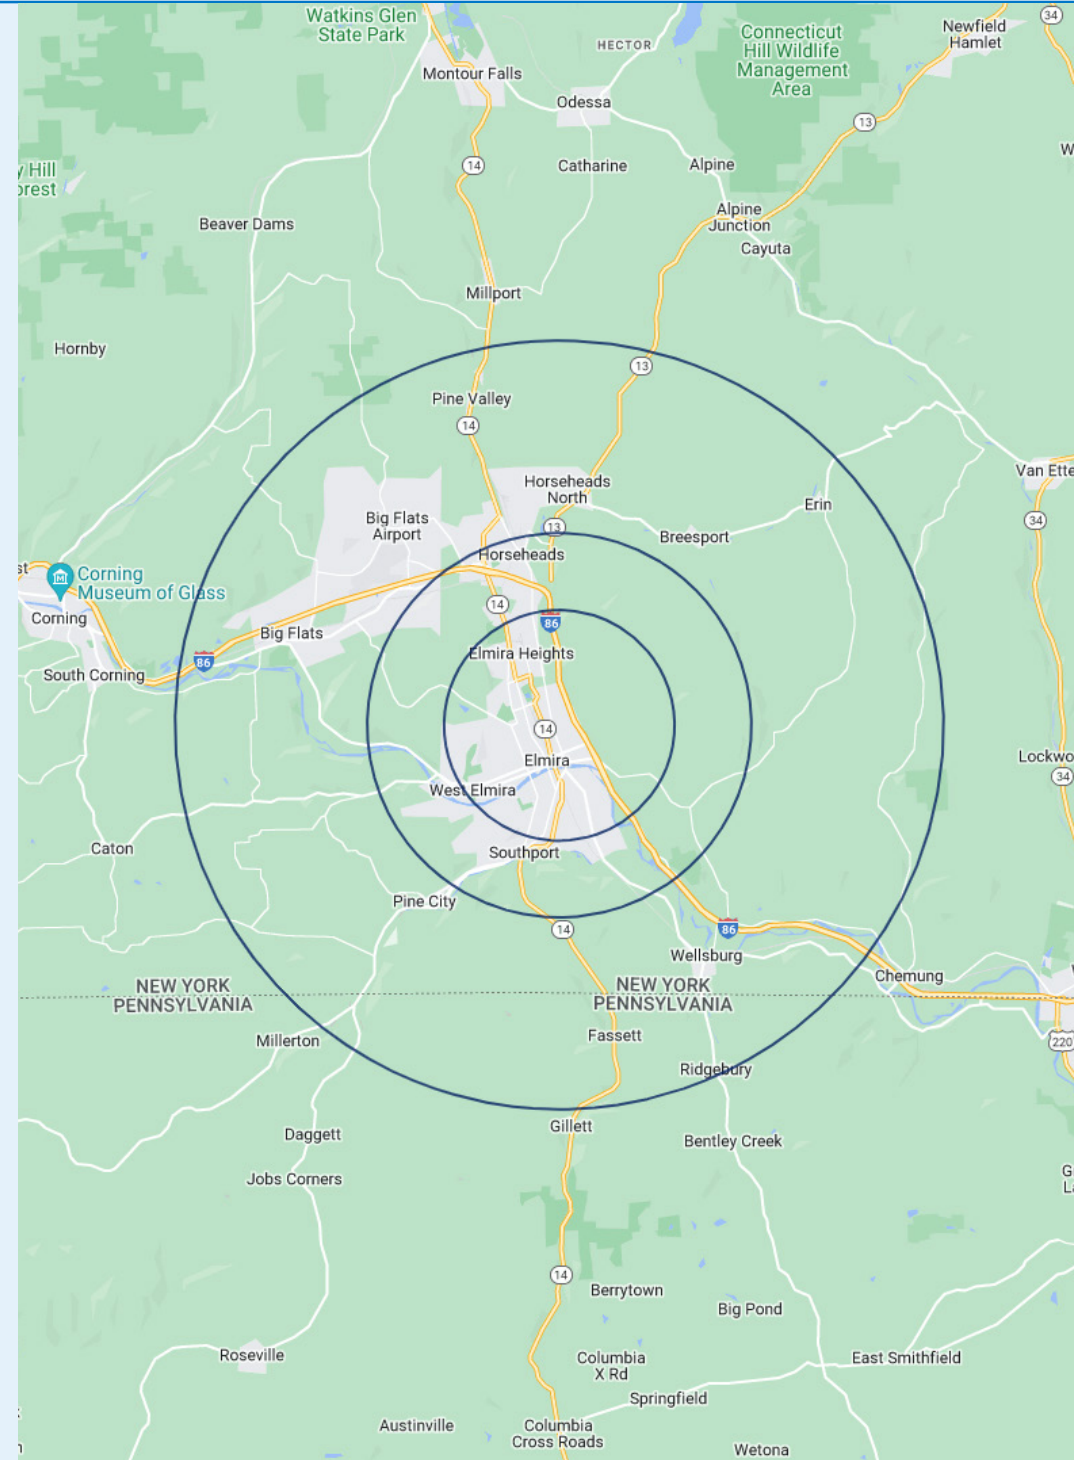 Watkins Glen
State Park
HECTOR
Connecticut
Hill Wildlife
Management
Area
Newfield
Hamlet
34
Montour Falls
Odessa
13
14
Catharine
Alpine
W
y Hill
orest
Beaver Dams
Alpine
Junction
Cayuta
Millport
Hornby
13
Pine Valley
14
Van Ette
Horseheads
North
Erin
Big Flats
Airport
13
34
Breesport
Horseheads
st
Corning
Museum of Glass
14
86
Corning
Big Flats
86
Elmira Heights
South Corning
14
Elmira
Lockwo
34
West Elmira
Caton
Southport
Pine City
14
86
Wellsburg
Chemung
NEW YORK
PENNSYLVANIA
NEW YORK
PENNSYLVANIA
Fassett
Millerton
220
Ridgebury
Gillett
Daggett
Bentley Creek
Jobs Corners
G
La
14
Berrytown
Big Pond
Roseville
Columbia
X Rd
East Smithfield
Springfield
Austinville
Columbia
Cross Roads
Wetona